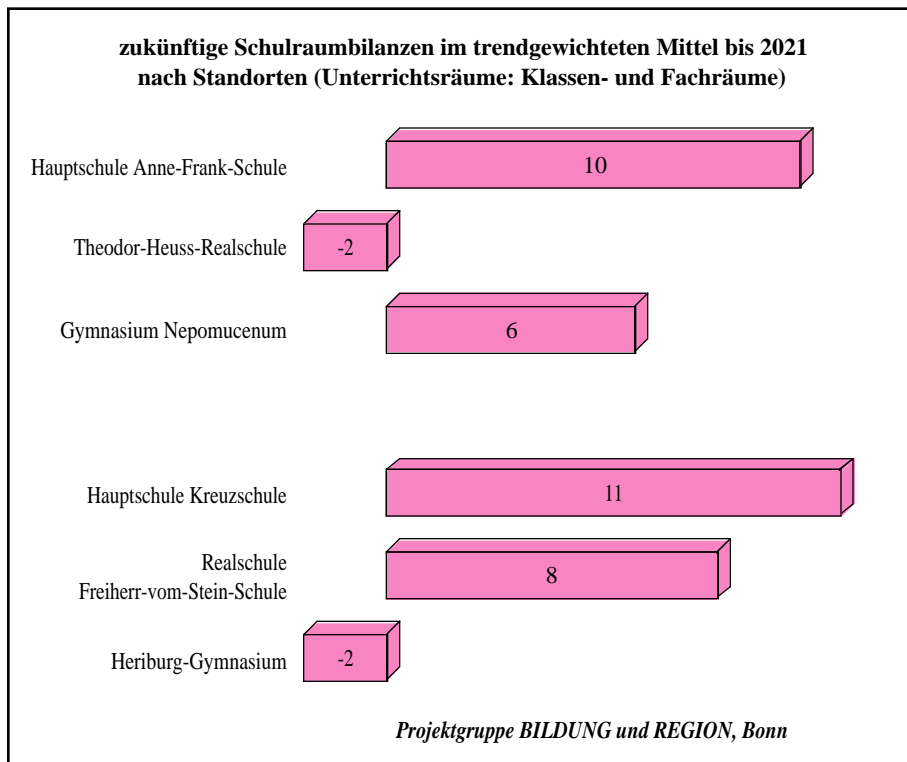 zukünftige Schulraumbilanzen im trendgewichteten Mittel bis 2021
nach Standorten (Unterrichtsräume: Klassen- und Fachräume)
Hauptschule Anne-Frank-Schule
10
Theodor-Heuss-Realschule
-2
Gymnasium Nepomucenum
6
Hauptschule Kreuzschule
11
Realschule
Freiherr-vom-Stein-Schule
8
Heriburg-Gymnasium
-2
Projektgruppe BILDUNG und REGION, Bonn